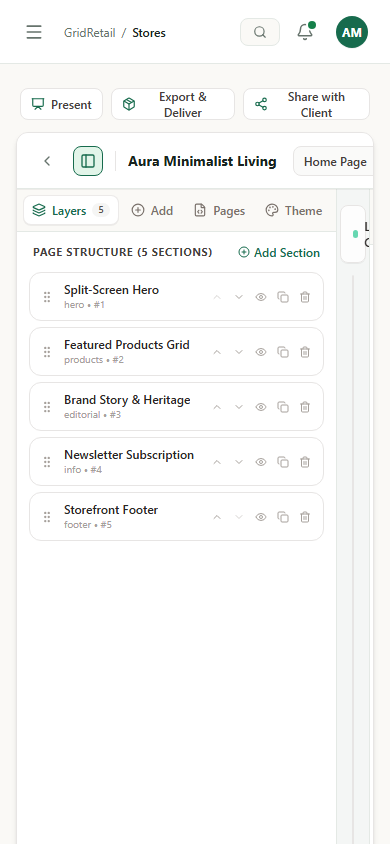 GridRetail / Stores
AM
Present
Export & Deliver
Share with Client
Aura Minimalist Living
Home Page
Layers 5
Add
Pages
Theme
PAGE STRUCTURE (5 SECTIONS)
Add Section
Split-Screen Hero
hero • #1
Featured Products Grid
products • #2
Brand Story & Heritage
editorial • #3
Newsletter Subscription
info • #4
Storefront Footer
footer • #5